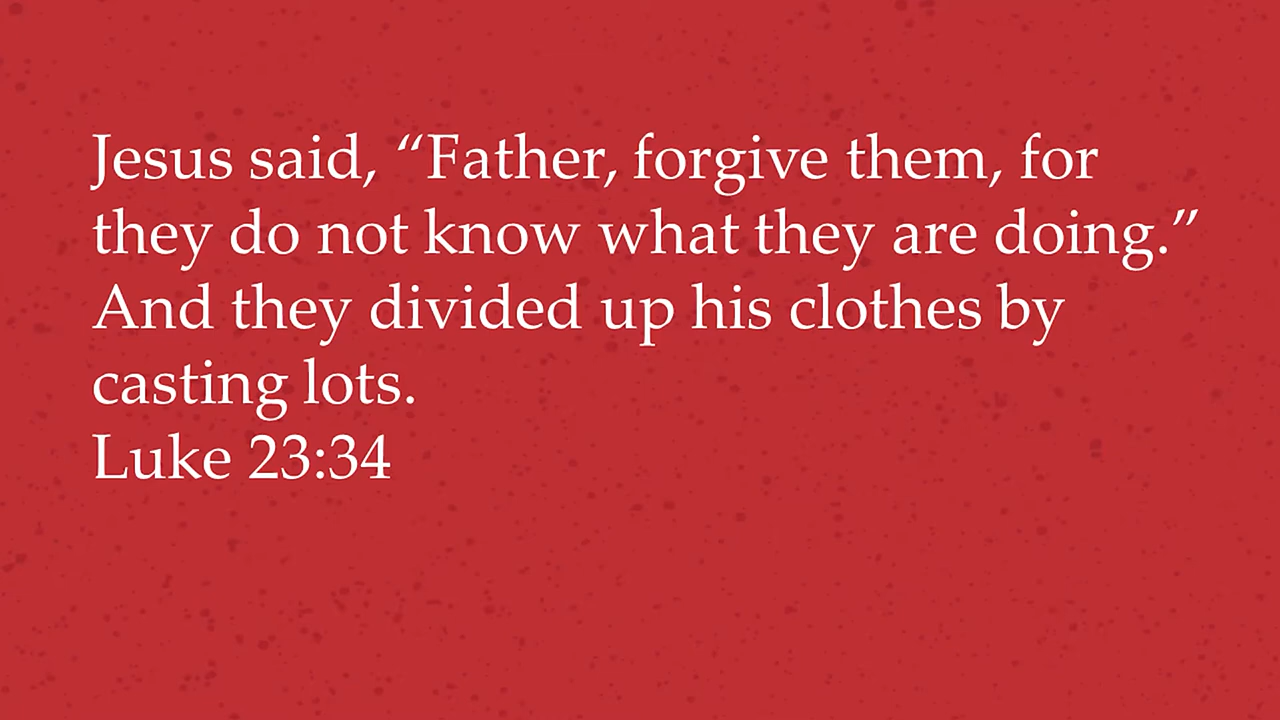 Jesus said, “Father, forgive them, for
they do not know what they are doing.”
And they divided up his clothes by
casting lots.
Luke 23:34